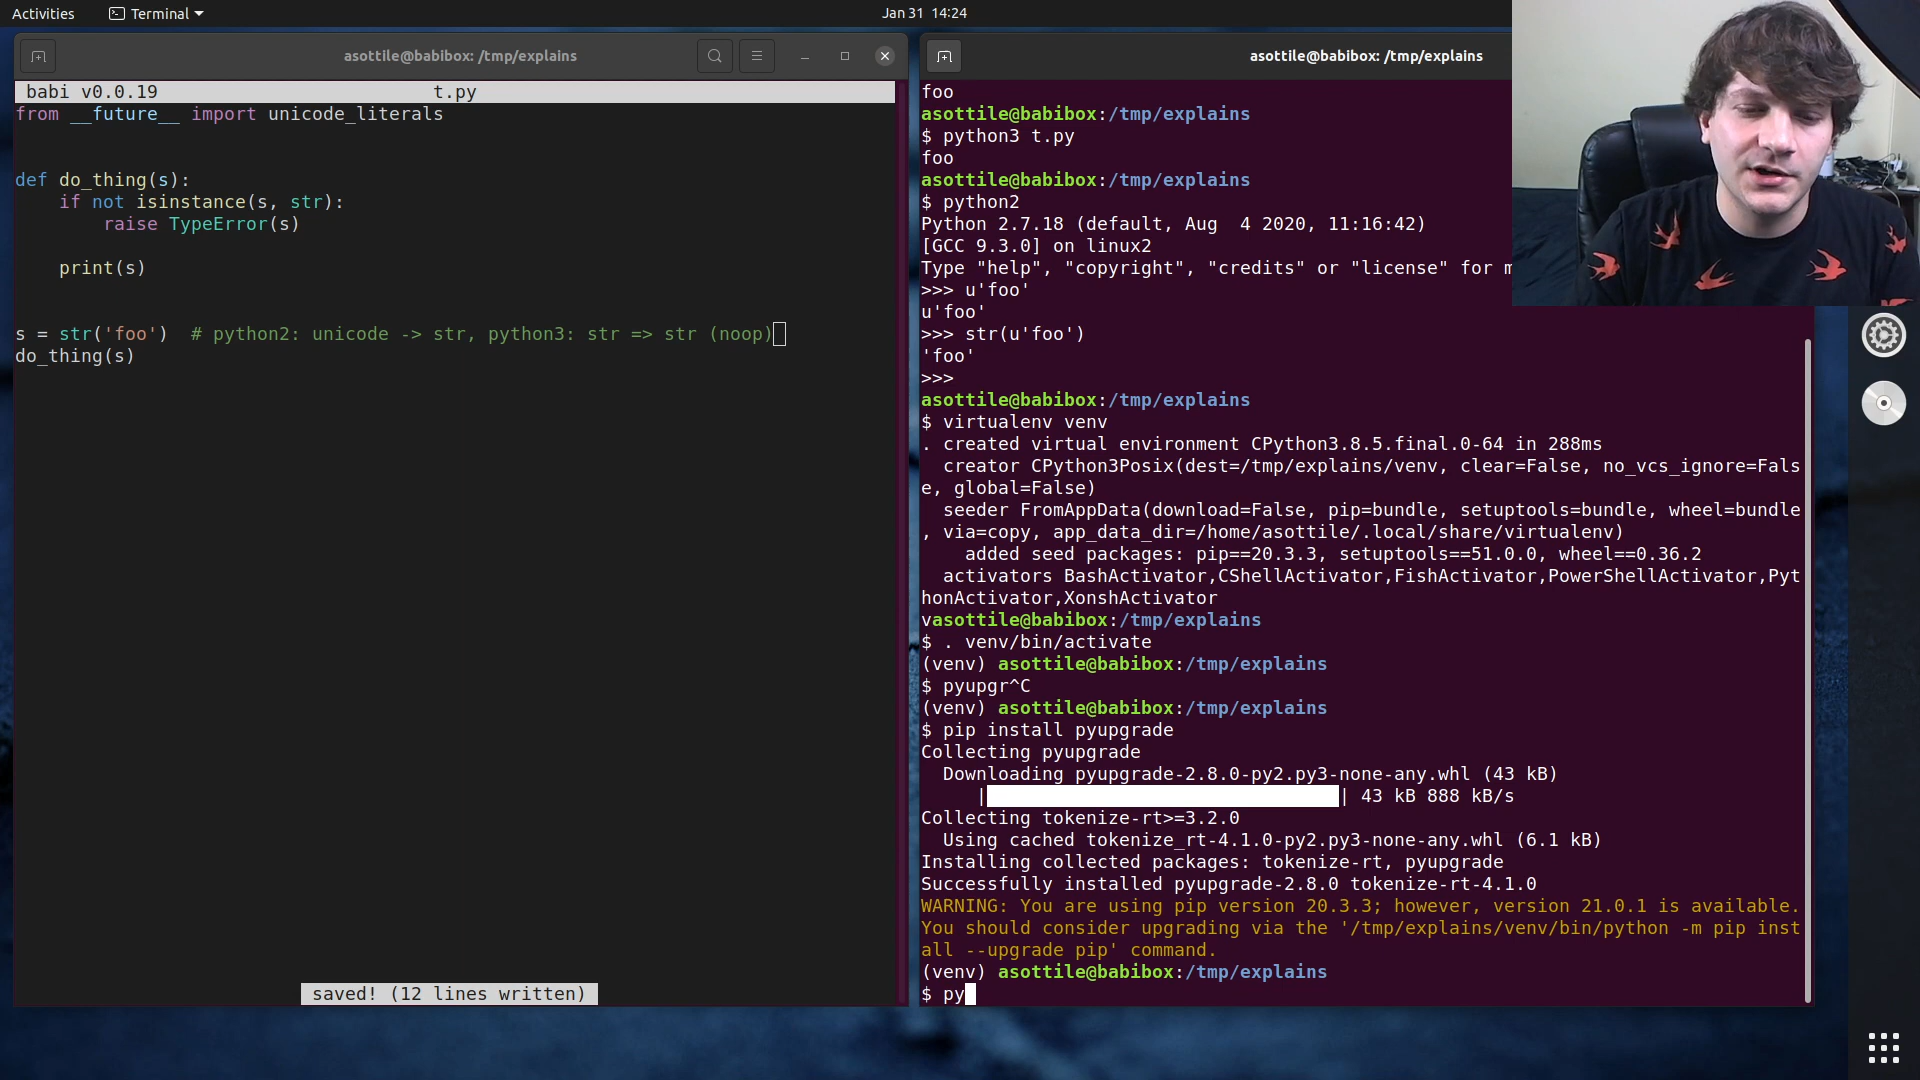 Activities
Terminal
Jan 31 14:24
asottile@babibox: /tmp/explains
babi v0.0.19 t.py
from __future__ import unicode_literals
def do_thing(s):
if not isinstance(s, str):
raise TypeError(s)
print(s)
s = str('foo') # python2: unicode -> str, python3: str => str (noop)
do_thing(s)
saved! (12 lines written)
asottile@babibox: /tmp/explains
foo
asottile@babibox:/tmp/explains
$ python3 t.py
foo
asottile@babibox:/tmp/explains
$ python2
Python 2.7.18 (default, Aug  4 2020, 11:16:42)
[GCC 9.3.0] on linux2
Type "help", "copyright", "credits" or "license" for m
>>> u'foo'
u'foo'
>>> str(u'foo')
'foo'
>>>
asottile@babibox:/tmp/explains
$ virtualenv venv
. created virtual environment CPython3.8.5.final.0-64 in 288ms
creator CPython3Posix(dest=/tmp/explains/venv, clear=False, no_vcs_ignore=Fals
e, global=False)
seeder FromAppData(download=False, pip=bundle, setuptools=bundle, wheel=bundle
, via=copy, app_data_dir=/home/asottile/.local/share/virtualenv)
added seed packages: pip==20.3.3, setuptools==51.0.0, wheel==0.36.2
activators BashActivator,CShellActivator,FishActivator,PowerShellActivator,Pyt
honActivator,XonshActivator
vasottile@babibox:/tmp/explains
$ . venv/bin/activate
(venv) asottile@babibox:/tmp/explains
$ pyupgr^C
(venv) asottile@babibox:/tmp/explains
$ pip install pyupgrade
Collecting pyupgrade
Downloading pyupgrade-2.8.0-py2.py3-none-any.whl (43 kB)
| | 43 kB 888 kB/s
Collecting tokenize-rt>=3.2.0
Using cached tokenize_rt-4.1.0-py2.py3-none-any.whl (6.1 kB)
Installing collected packages: tokenize-rt, pyupgrade
Successfully installed pyupgrade-2.8.0 tokenize-rt-4.1.0
WARNING: You are using pip version 20.3.3; however, version 21.0.1 is available.
You should consider upgrading via the '/tmp/explains/venv/bin/python -m pip inst
all --upgrade pip' command.
(venv) asottile@babibox:/tmp/explains
$ py